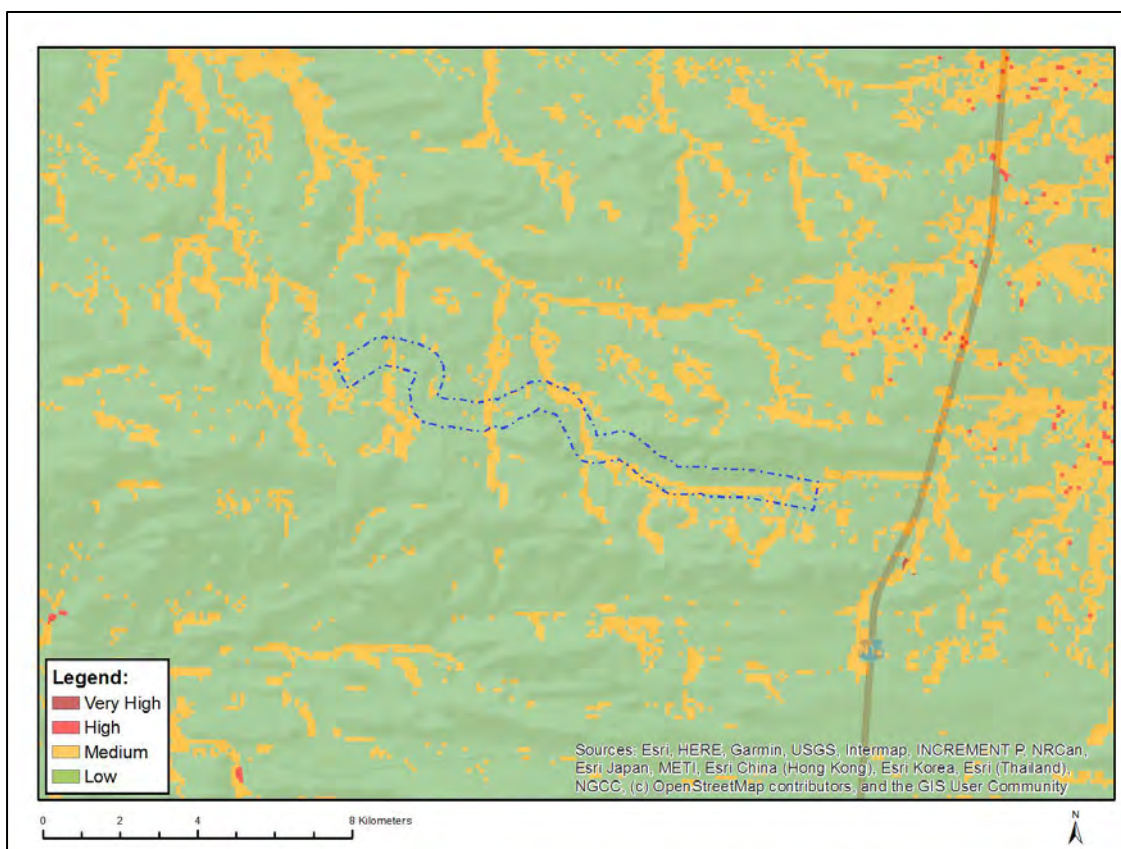 Legend:
Very High
High
Medium
Low
Sources: Esri, HERE, Garmin, USGS, Intermap, INCREMENT P, NRCan,
Esri Japan, METI, Esri China (Hong Kong), Esri Korea, Esri (Thailand),
NGCC, (c) OpenStreetMap contributors, and the GIS User Community
0 2 4 8 Kilometers
N